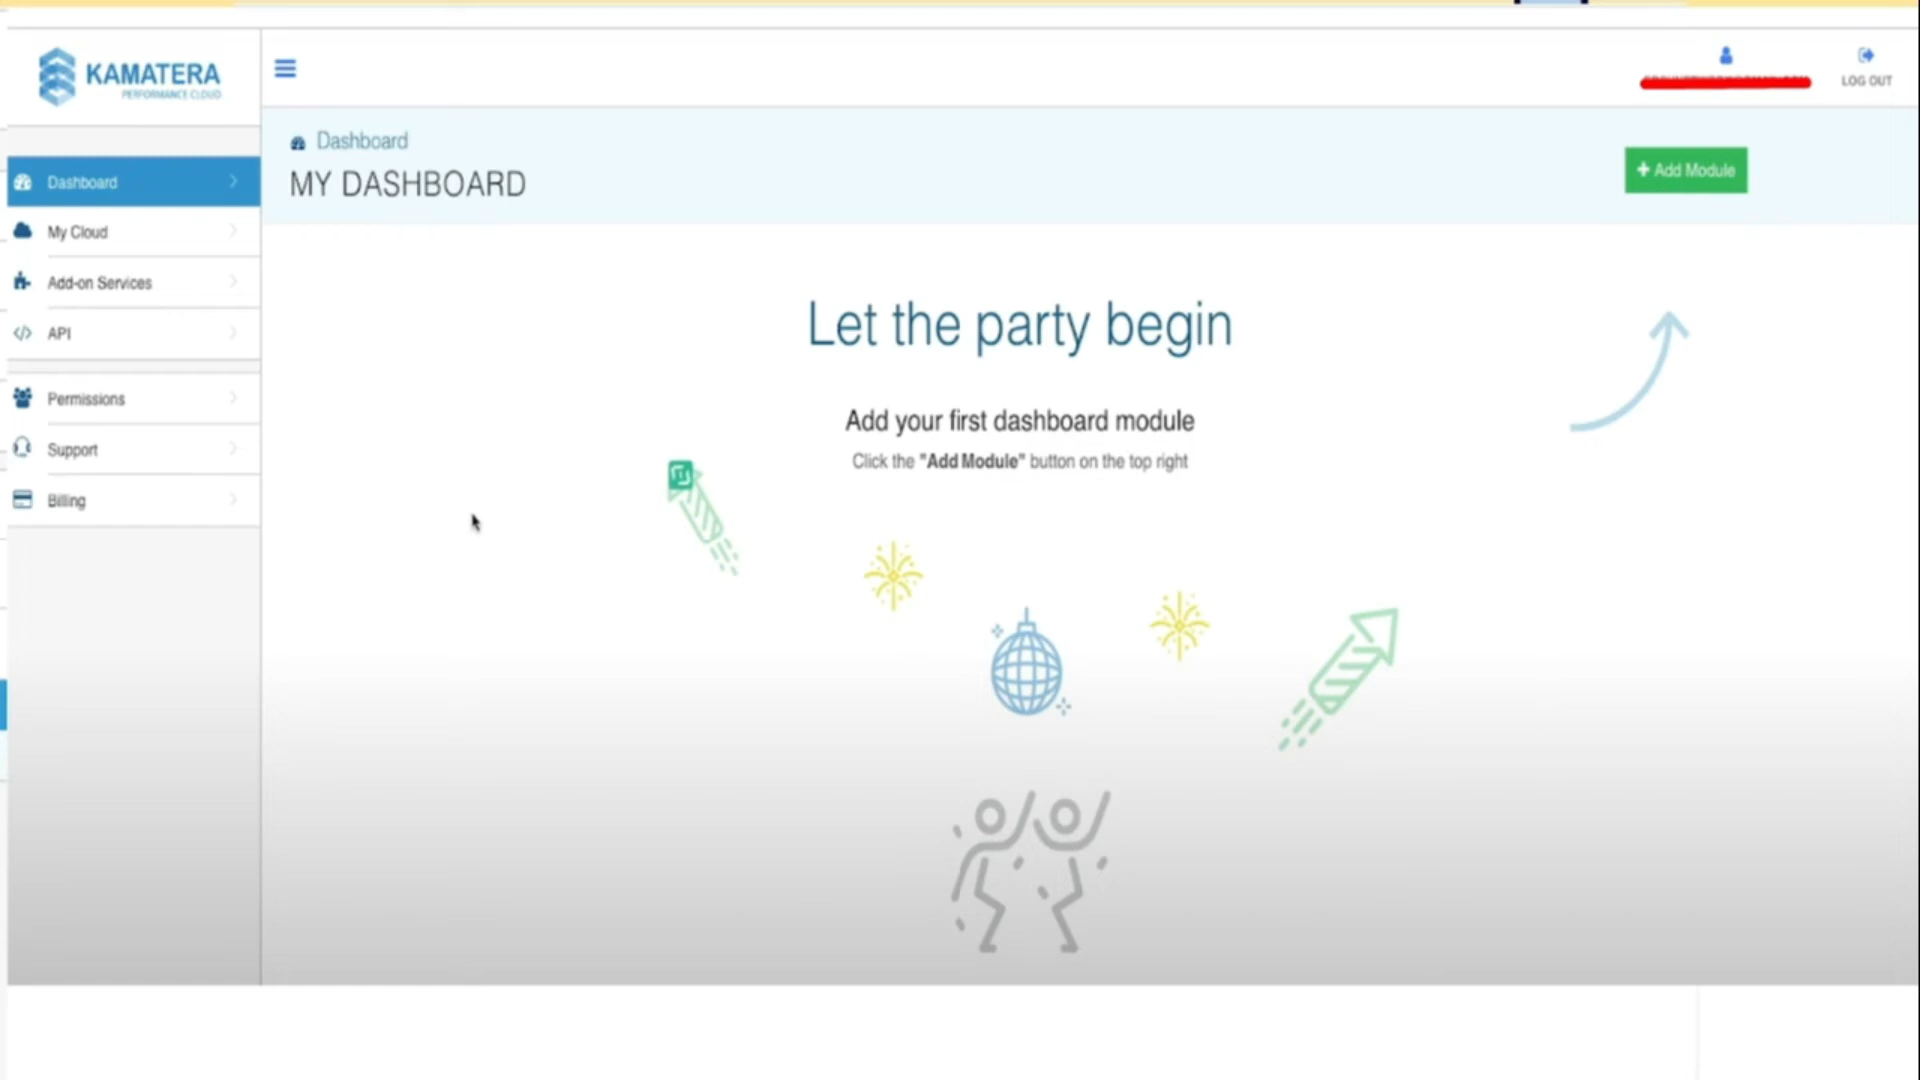 KAMATERA
PERFORMANCE CLOUD
LOG OUT
Dashboard
MY DASHBOARD
+ Add Module
Dashboard
My Cloud
Add-on Services
API
Permissions
Support
Billing
Let the party begin
Add your first dashboard module
Click the "Add Module" button on the top right